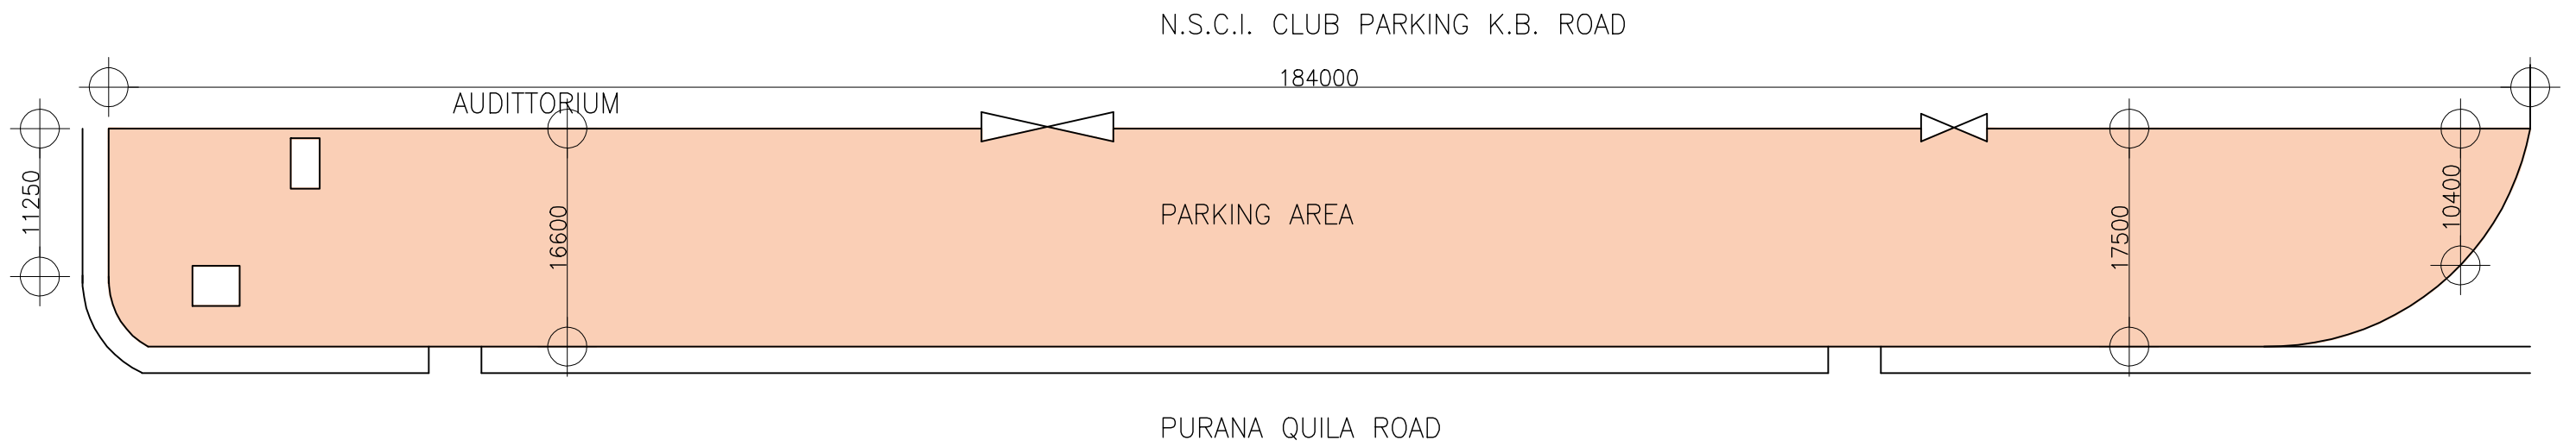 N.S.C.I. CLUB PARKING K.B. ROAD
184000
AUDITTORIUM
11250
16600
PARKING AREA
17500
10400
PURANA QUILA ROAD